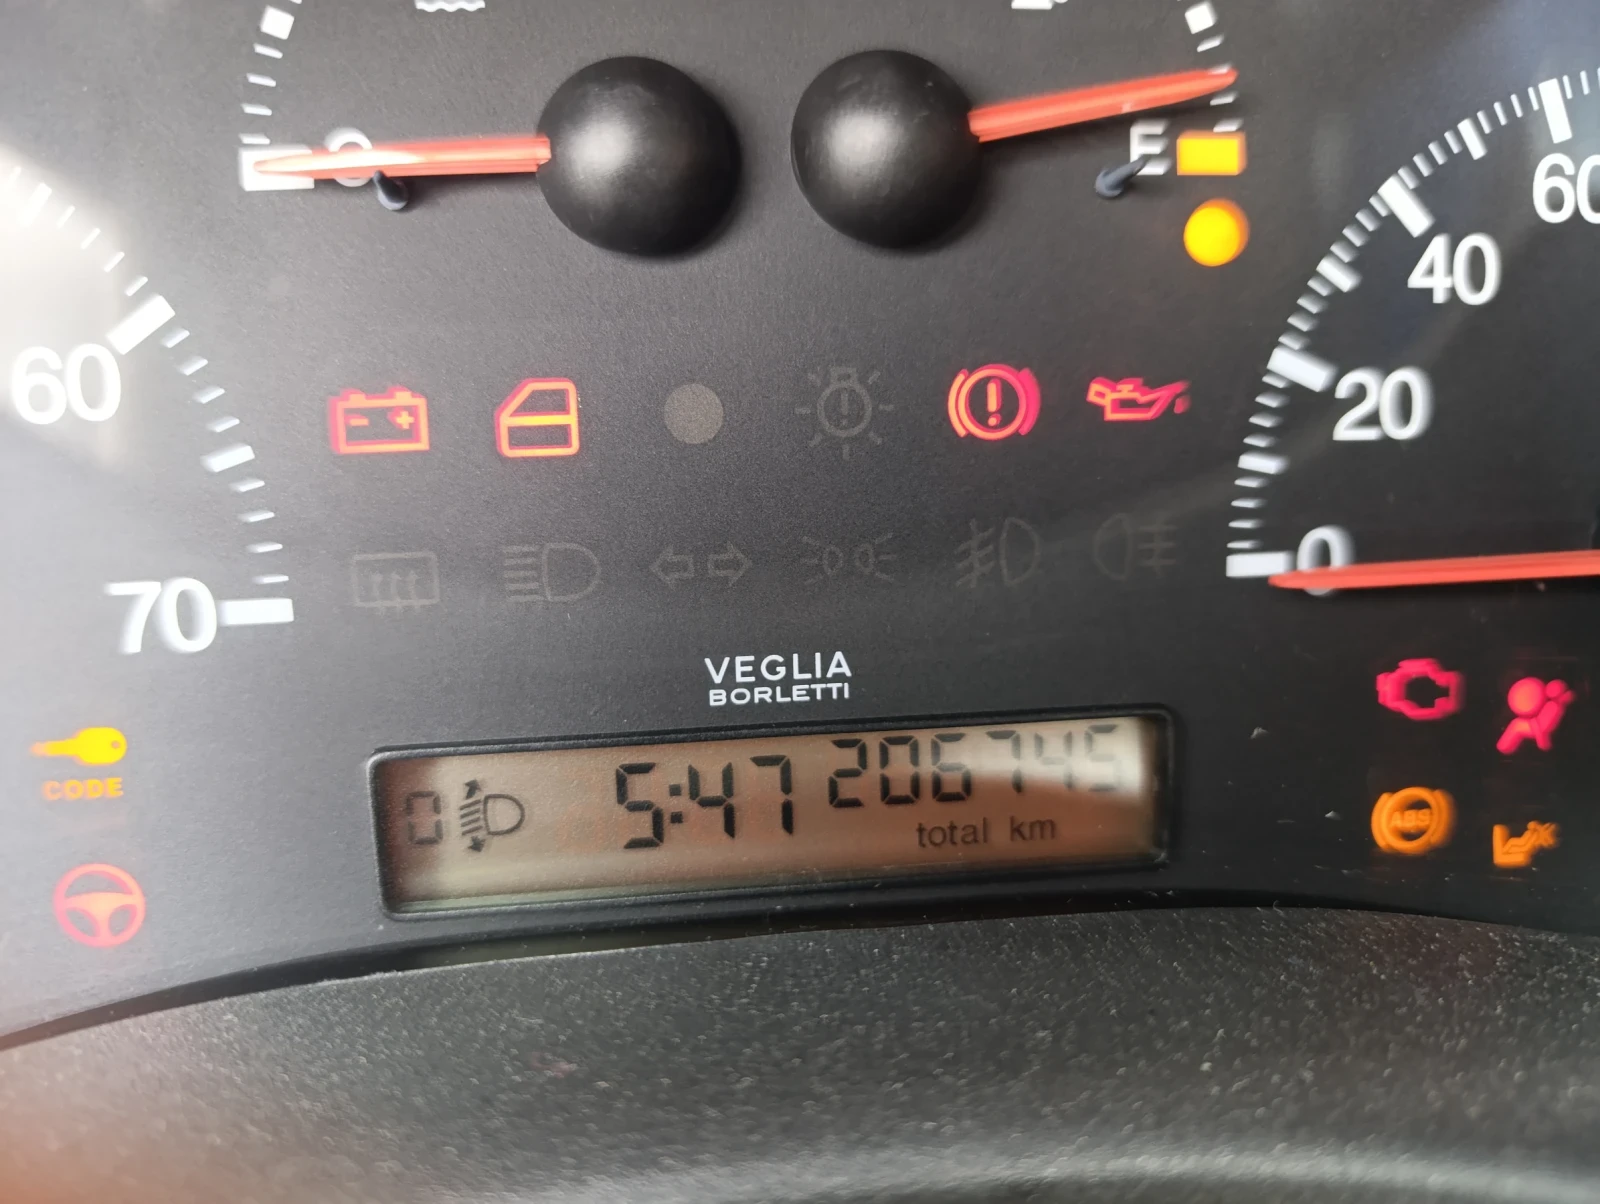 C
E
60
60
40
20
0
70
VEGLIA
BORLETTI
CODE
0 5:47 206745
total km
ABS